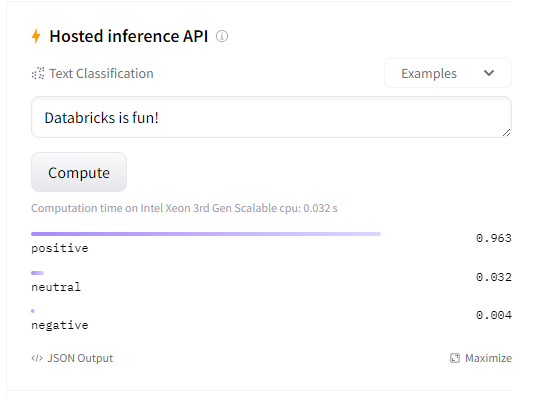 Hosted inference API
Text Classification
Examples
Databricks is fun!
Compute
Computation time on Intel Xeon 3rd Gen Scalable cpu: 0.032 s
positive 0.963
neutral 0.032
negative 0.004
</> JSON Output
Maximize